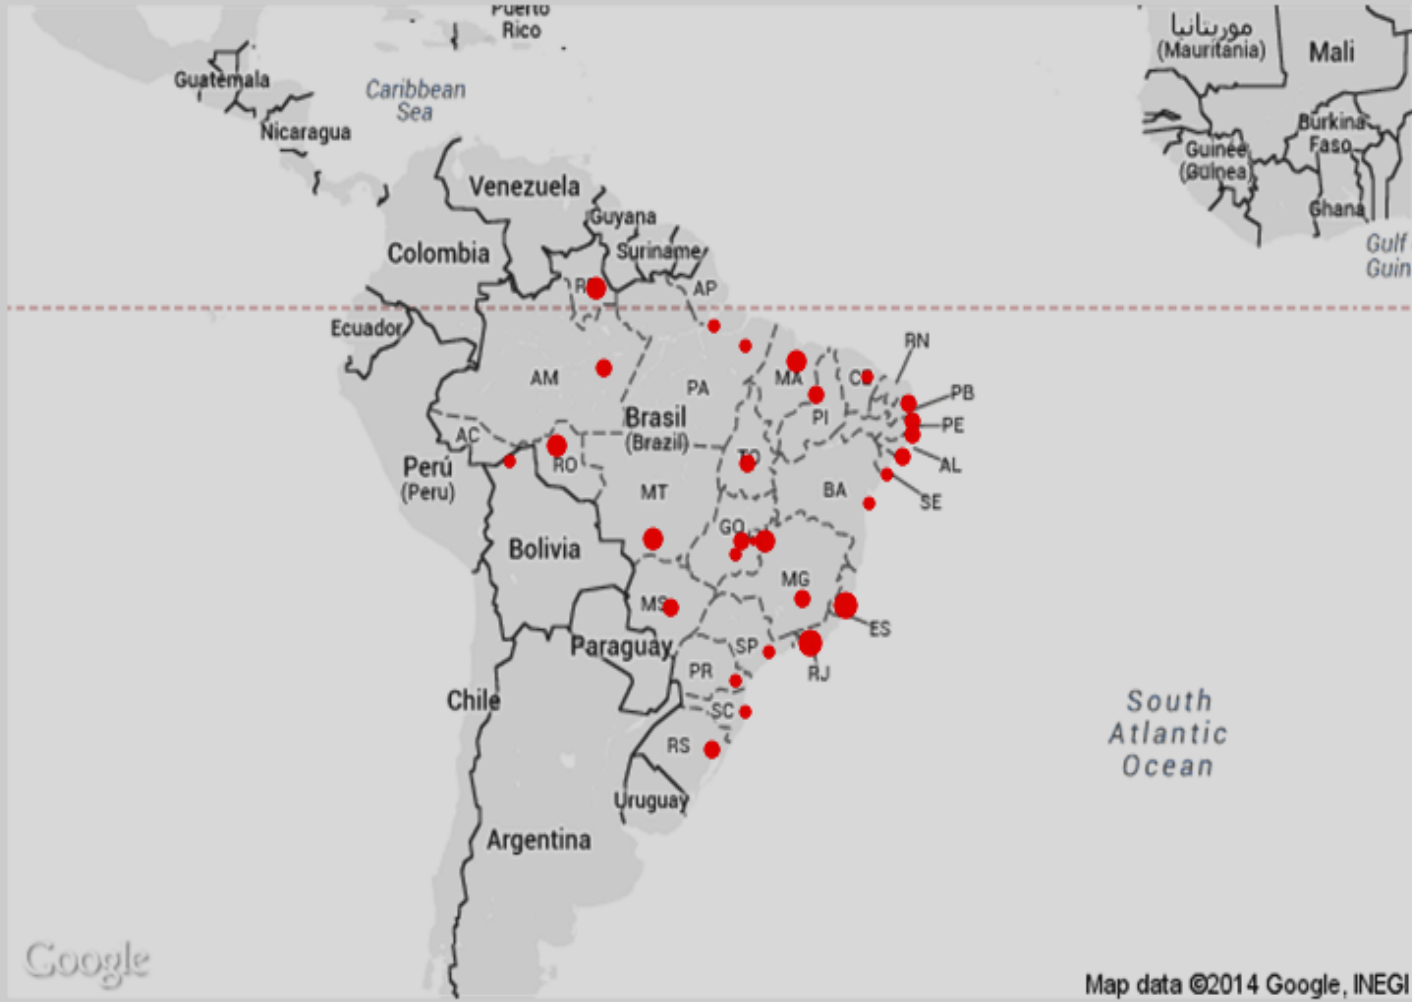 Puerto
Rico
موريتانيا
(Mauritania)
Mali
Guatemala
Caribbean
Sea
Nicaragua
Burkina
Faso
Guinée
(Guinea)
Ghana
Gulf
Guin
Venezuela
Guyana
Suriname
Colombia
AP
Ecuador
RN
AM
PA
MA
PB
PI
PE
Brasil
(Brazil)
AC
RO
TO
AL
Perú
(Peru)
MT
BA
SE
GO
Bolivia
MG
MS
ES
Paraguay
SP
PR
RJ
Chile
SC
RS
South
Atlantic
Ocean
Uruguay
Argentina
Google
Map data ©2014 Google, INEGI